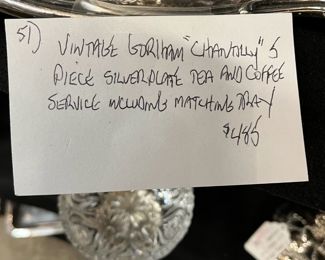 51) VINTAGE GORHAM "CHANTILLY" 5
PIECE SILVERPLATE TEA AND COFFEE
SERVICE INCLUDING MATCHING TRAY
$485